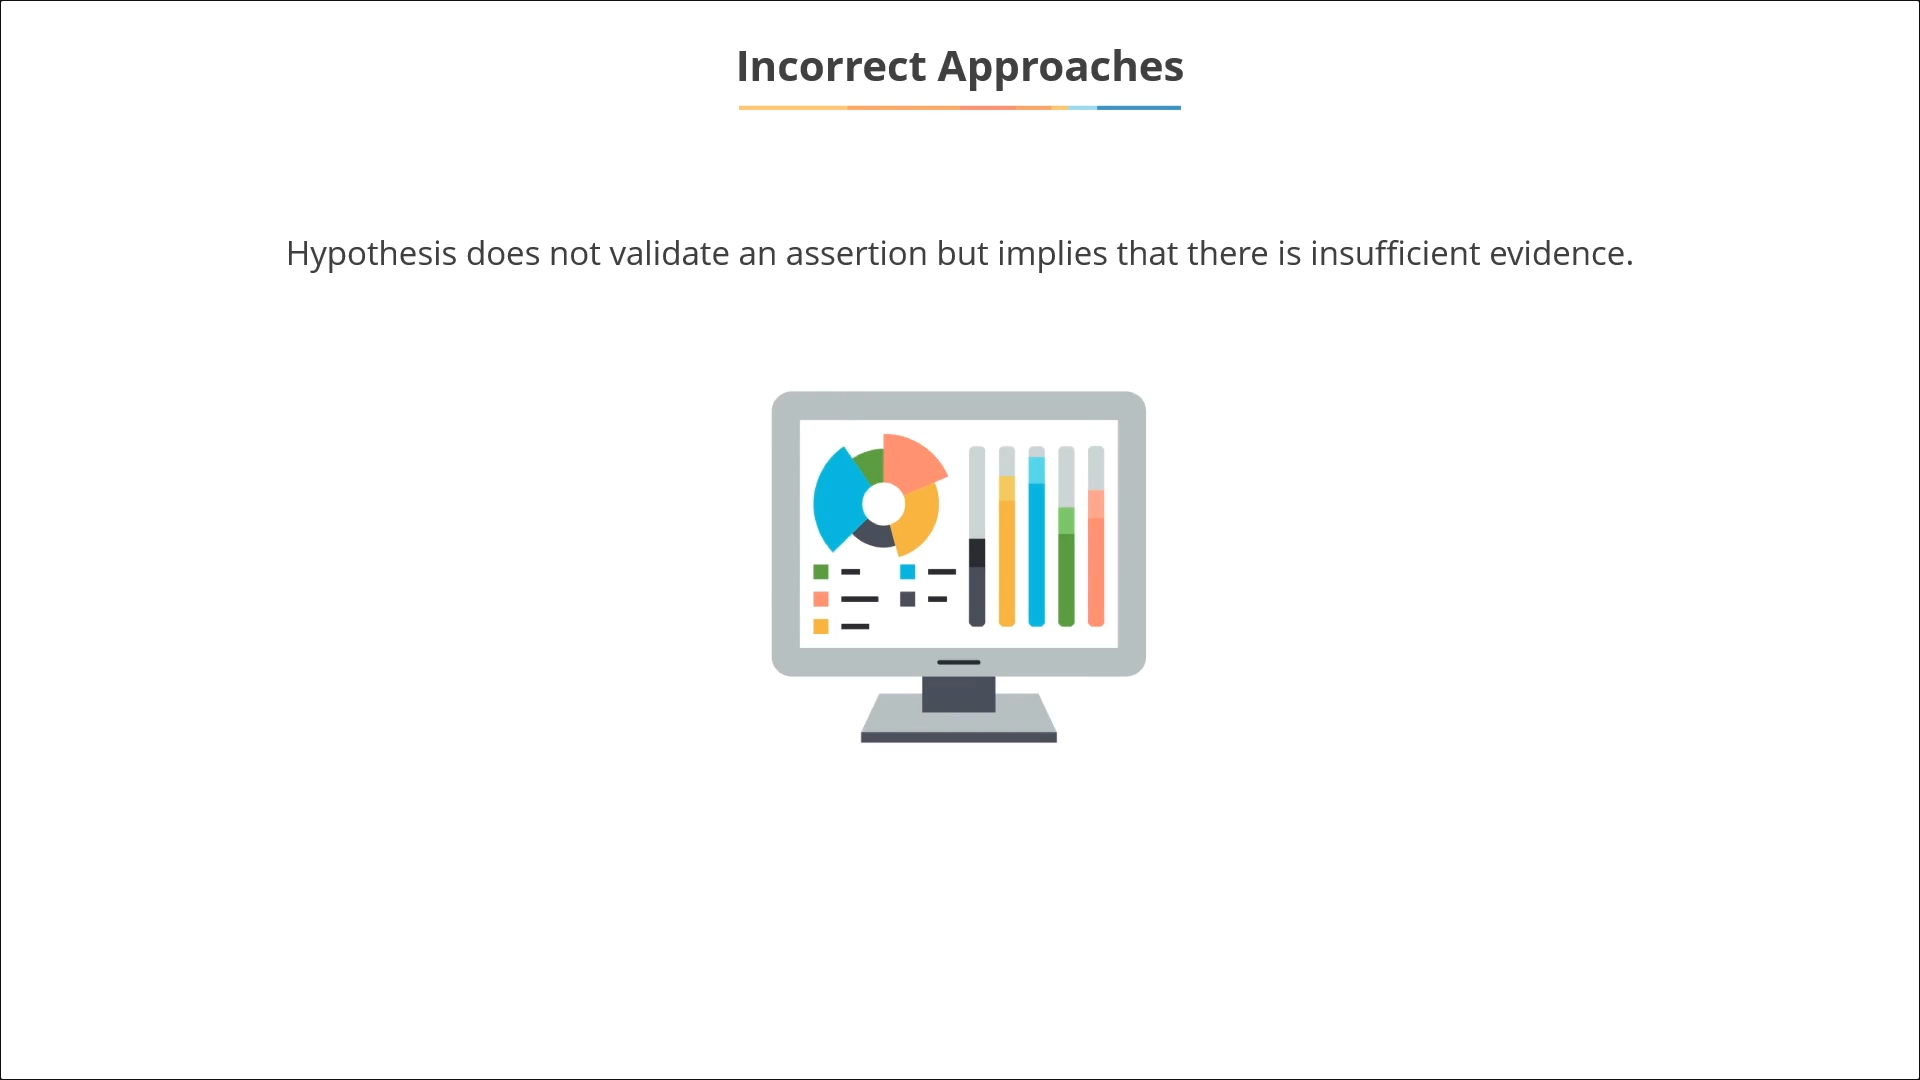 Incorrect Approaches
Hypothesis does not validate an assertion but implies that there is insufficient evidence.